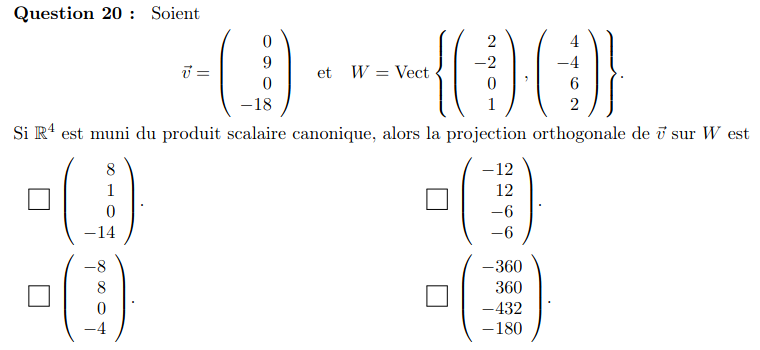 Question 20 : Soient
$\vec{v} = \begin{pmatrix} 0 \\ 9 \\ 0 \\ -18 \end{pmatrix}$ et $W = \text{Vect} \left\{ \begin{pmatrix} 2 \\ -2 \\ 0 \\ 1 \end{pmatrix}, \begin{pmatrix} 4 \\ -4 \\ 6 \\ 2 \end{pmatrix} \right\}.$
Si $\mathbb{R}^4$ est muni du produit scalaire canonique, alors la projection orthogonale de $\vec{v}$ sur $W$ est
☐ $\begin{pmatrix} 8 \\ 1 \\ 0 \\ -14 \end{pmatrix}.$ ☐ $\begin{pmatrix} -12 \\ 12 \\ -6 \\ -6 \end{pmatrix}.$
☐ $\begin{pmatrix} -8 \\ 8 \\ 0 \\ -4 \end{pmatrix}.$ ☐ $\begin{pmatrix} -360 \\ 360 \\ -432 \\ -180 \end{pmatrix}.$